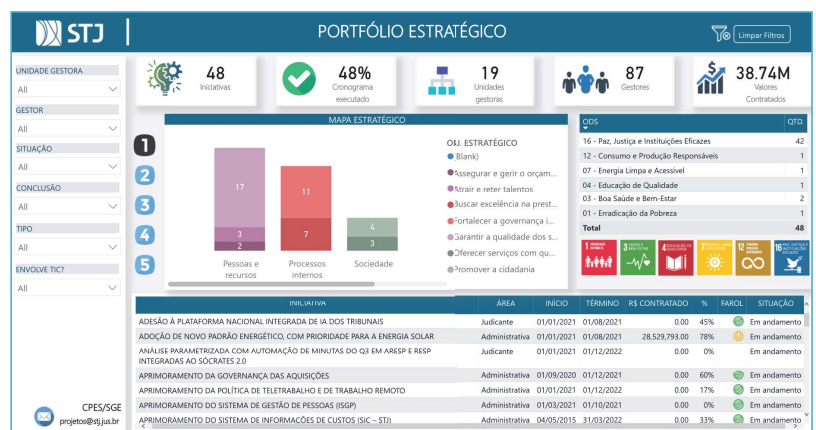 STJ
PORTFÓLIO ESTRATÉGICO
Limpar Filtros
UNIDADE GESTORA
All
GESTOR
All
SITUAÇÃO
All
CONCLUSÃO
All
TIPO
All
ENVOLVE TIC?
All
CPES/SGE
projetos@stj.jus.br
48
Iniciativas
48%
Cronograma
executado
19
Unidades
gestoras
87
Gestores
38.74M
Valores
Contratados
1
2
3
4
5
MAPA ESTRATÉGICO
17
3
2
11
7
4
3
Pessoas e
recursos
Processos
internos
Sociedade
OBJ. ESTRATÉGICO
(Blank)
Assegurar e gerir o orçam...
Atrair e reter talentos
Buscar excelência na prest...
Fortalecer a governança i...
Garantir a qualidade dos s...
Oferecer serviços com qu...
Promover a cidadania
ODS QTD.
16 - Paz, Justiça e Instituições Eficazes 42
12 - Consumo e Produção Responsáveis 1
07 - Energia Limpa e Acessível 1
04 - Educação de Qualidade 1
03 - Boa Saúde e Bem-Estar 2
01 - Erradicação da Pobreza 1
Total 48
INICIATIVA ÁREA INÍCIO TÉRMINO R$ CONTRATADO % FAROL SITUAÇÃO
ADESÃO À PLATAFORMA NACIONAL INTEGRADA DE IA DOS TRIBUNAIS Judicante 01/01/2021 01/08/2021 0.00 45% Em andamento
ADOÇÃO DE NOVO PADRÃO ENERGÉTICO, COM PRIORIDADE PARA A ENERGIA SOLAR Administrativa 01/01/2021 01/08/2021 28,529,793.00 78% Em andamento
ANÁLISE PARAMETRIZADA COM AUTOMAÇÃO DE MINUTAS DO Q3 EM ARESP E RESP Judicante 01/01/2021 01/12/2022 0.00 0% Em andamento
INTEGRADAS AO SÓCRATES 2.0
APRIMORAMENTO DA GOVERNANÇA DAS AQUISIÇÕES Administrativa 01/09/2020 01/12/2021 0.00 60% Em andamento
APRIMORAMENTO DA POLÍTICA DE TELETRABALHO E DE TRABALHO REMOTO Administrativa 01/01/2021 01/12/2022 0.00 17% Em andamento
APRIMORAMENTO DO SISTEMA DE GESTÃO DE PESSOAS (ISGP) Administrativa 01/03/2021 01/10/2021 0.00 0% Em andamento
APRIMORAMENTO DO SISTEMA DE INFORMAÇÕES DE CUSTOS (SIC – STJ) Administrativa 04/05/2015 31/03/2022 0.00 33% Em andamento